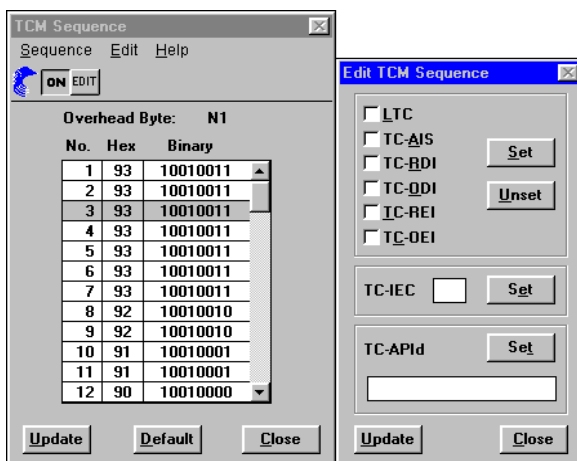 TCM Sequence
Sequence Edit Help
ON EDIT
Overhead Byte: N1
No. Hex Binary
1 93 10010011
2 93 10010011
3 93 10010011
4 93 10010011
5 93 10010011
6 93 10010011
7 93 10010011
8 92 10010010
9 92 10010010
10 91 10010001
11 91 10010001
12 90 10010000
Update Default Close
Edit TCM Sequence
LTC
TC-AIS
TC-RDI
TC-ODI
TC-REI
TC-OEI
Set
Unset
TC-IEC Set
TC-APId Set
Update Close